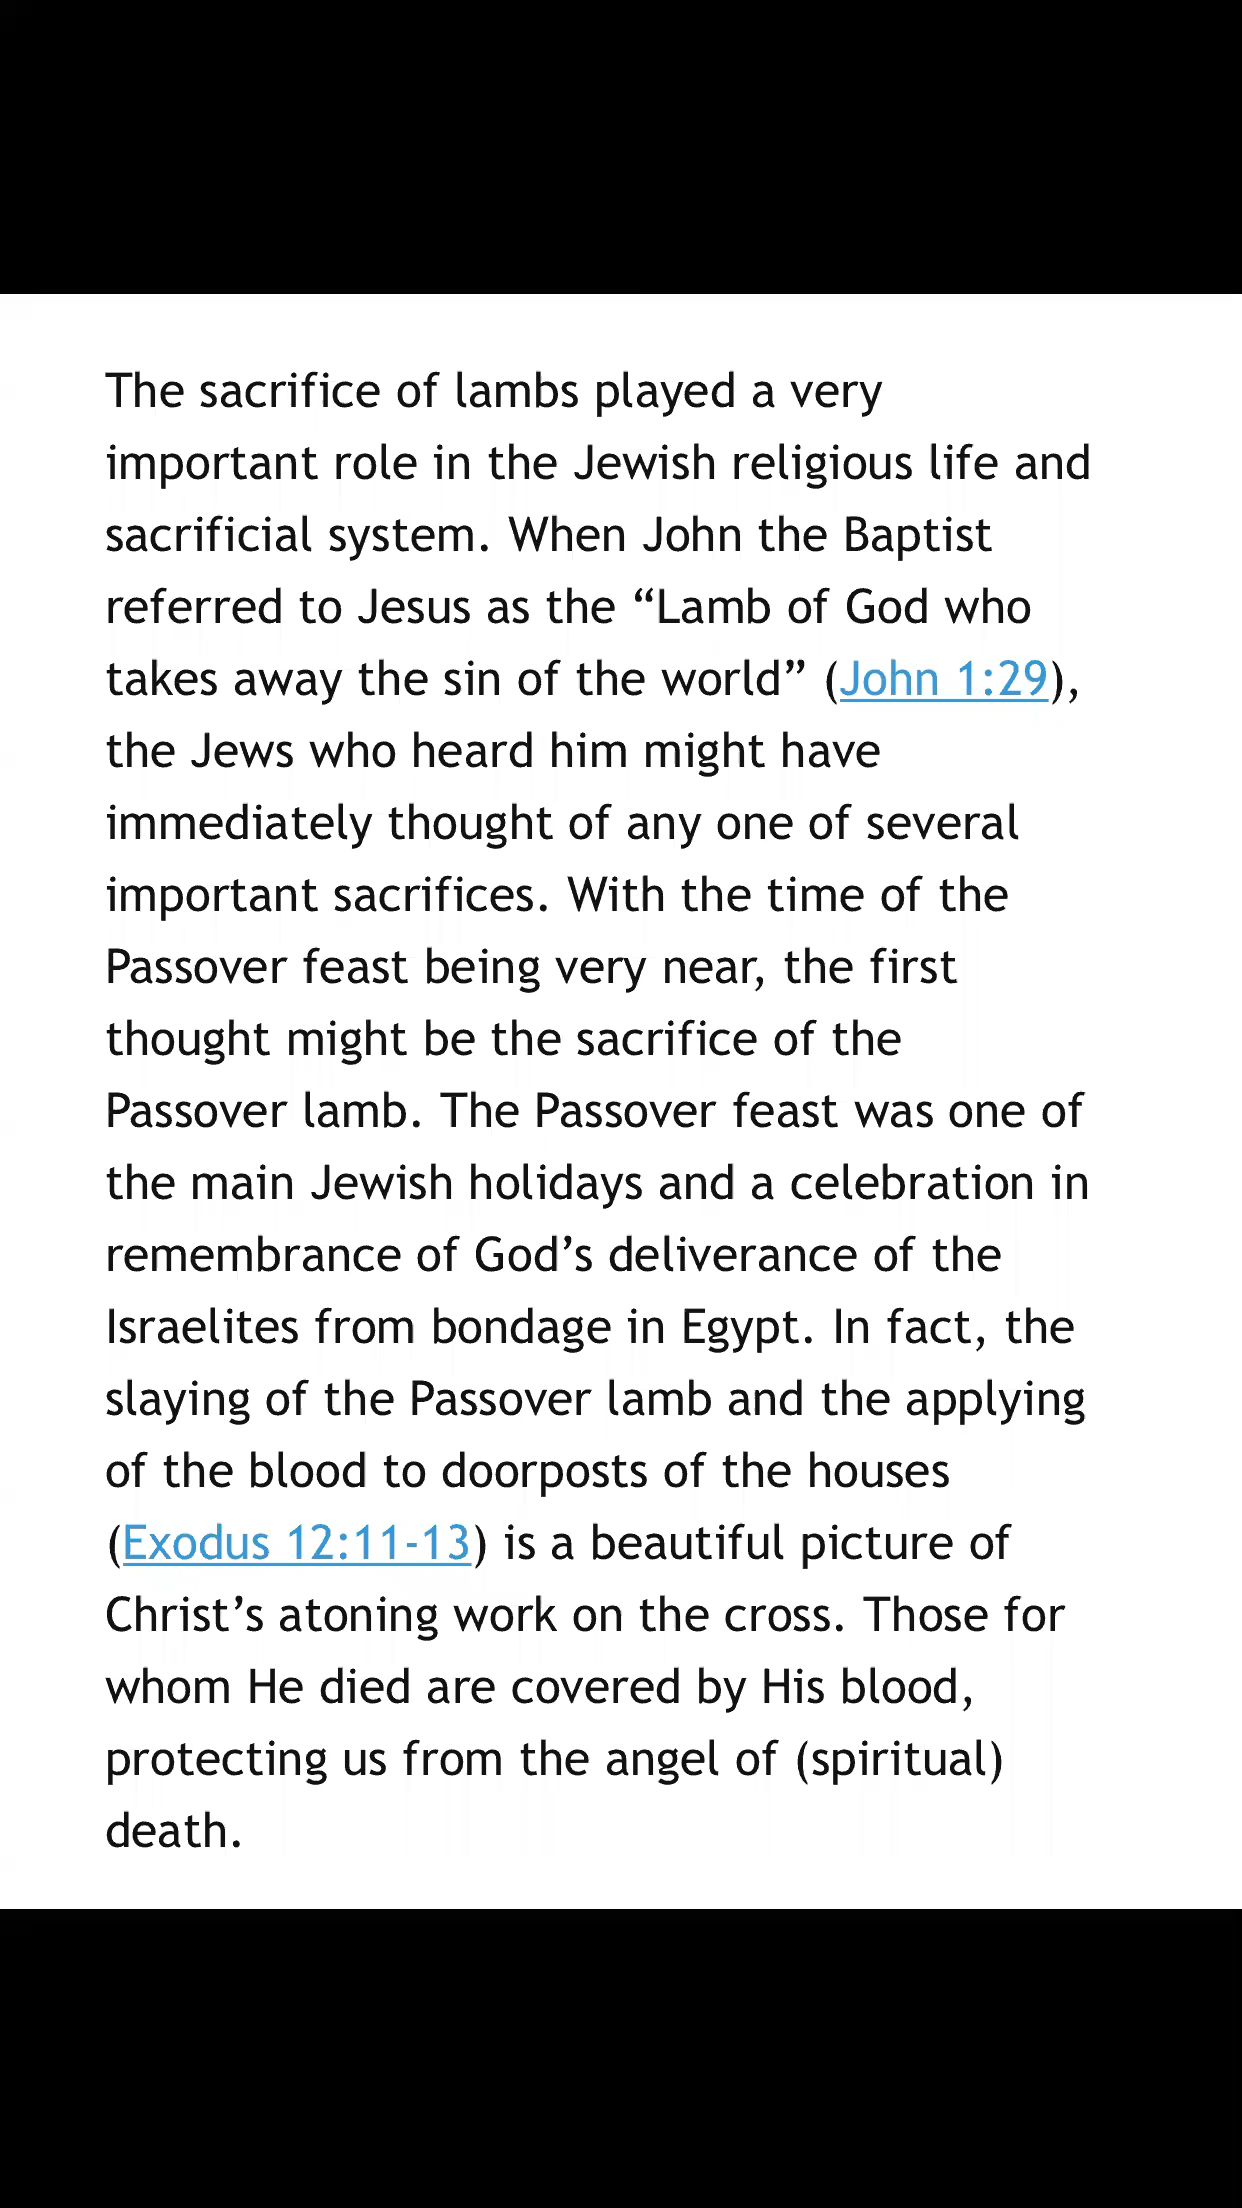 The sacrifice of lambs played a very
important role in the Jewish religious life and
sacrificial system. When John the Baptist
referred to Jesus as the “Lamb of God who
takes away the sin of the world” (John 1:29),
the Jews who heard him might have
immediately thought of any one of several
important sacrifices. With the time of the
Passover feast being very near, the first
thought might be the sacrifice of the
Passover lamb. The Passover feast was one of
the main Jewish holidays and a celebration in
remembrance of God’s deliverance of the
Israelites from bondage in Egypt. In fact, the
slaying of the Passover lamb and the applying
of the blood to doorposts of the houses
(Exodus 12:11-13) is a beautiful picture of
Christ’s atoning work on the cross. Those for
whom He died are covered by His blood,
protecting us from the angel of (spiritual)
death.